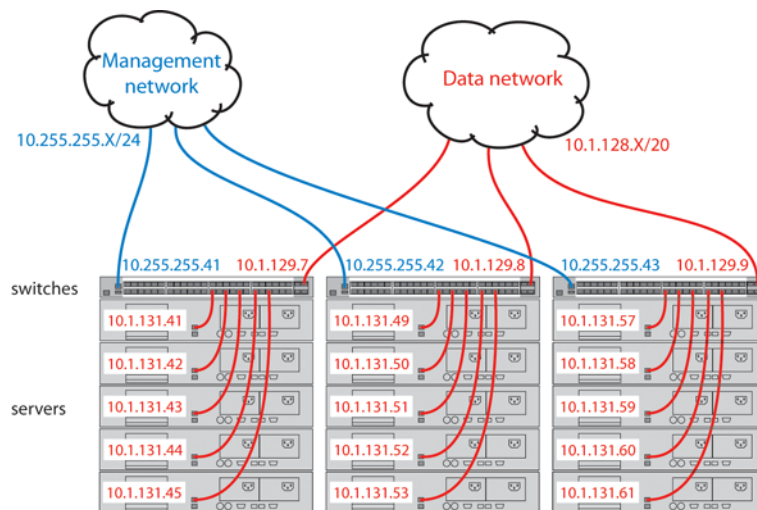 Management
network
Data network
10.255.255.X/24
10.1.128.X/20
10.255.255.41 10.1.129.7 10.255.255.42 10.1.129.8 10.255.255.43 10.1.129.9
switches
10.1.131.41 10.1.131.49 10.1.131.57
10.1.131.42 10.1.131.50 10.1.131.58
servers
10.1.131.43 10.1.131.51 10.1.131.59
10.1.131.44 10.1.131.52 10.1.131.60
10.1.131.45 10.1.131.53 10.1.131.61